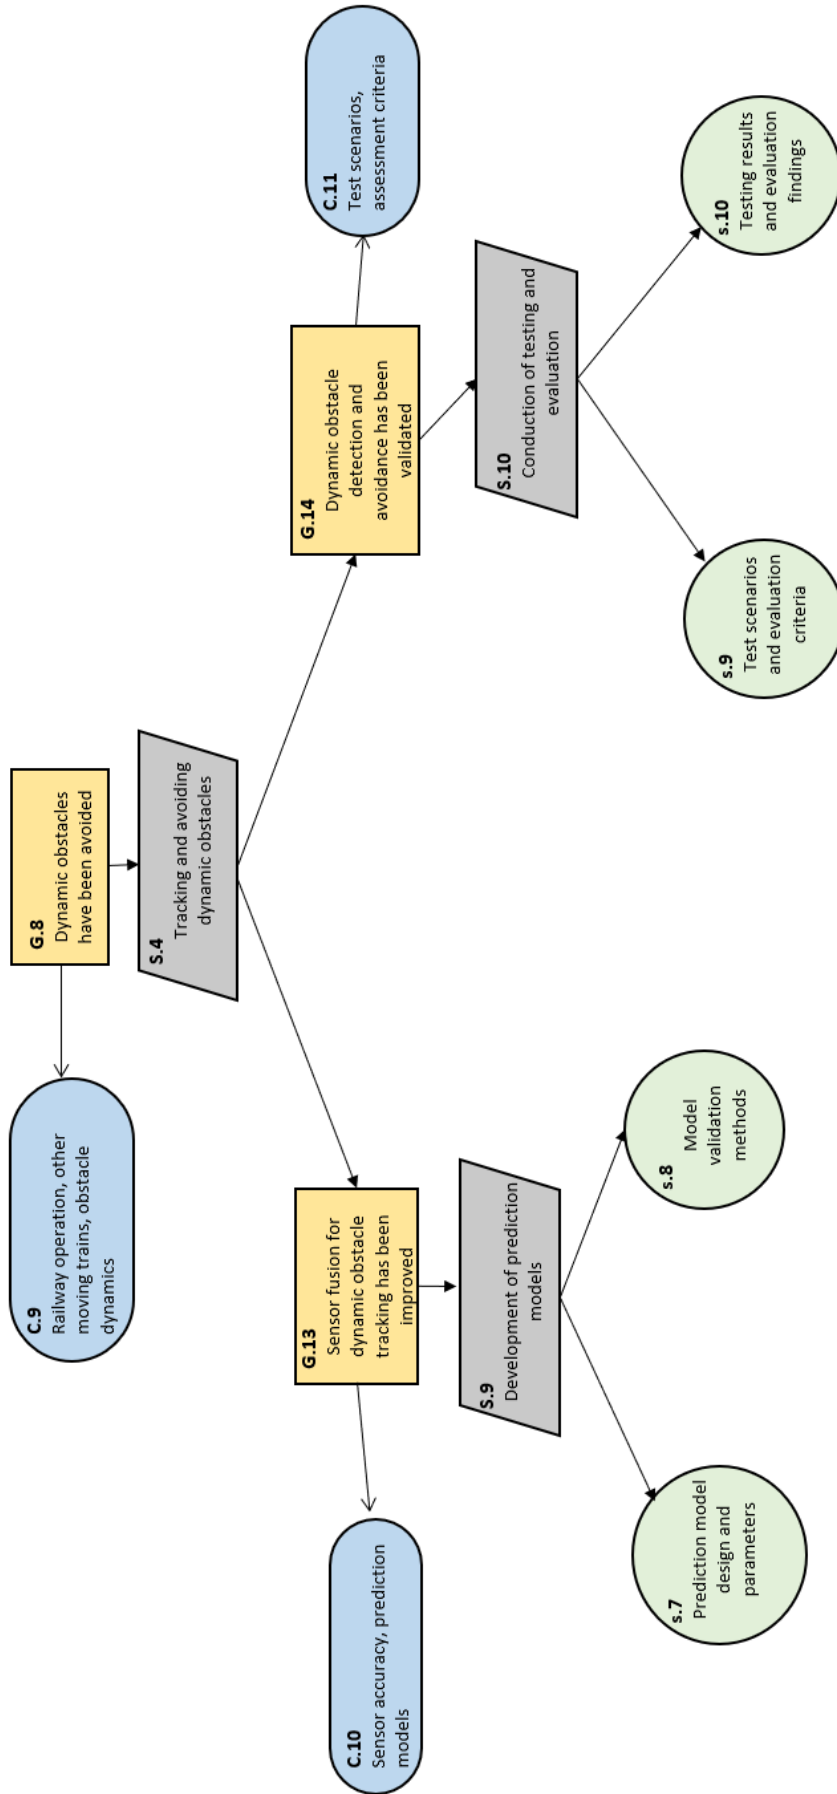 C.9
Railway operation, other
moving trains, obstacle
dynamics
G.8
Dynamic obstacles
have been avoided
S.4
Tracking and avoiding
dynamic obstacles
C.10
Sensor accuracy, prediction
models
G.13
Sensor fusion for
dynamic obstacle
tracking has been
improved
G.14
Dynamic obstacle
detection and
avoidance has been
validated
C.11
Test scenarios,
assessment criteria
S.9
Development of prediction
models
S.10
Conduction of testing and
evaluation
s.7
Prediction model
design and
parameters
s.8
Model
validation
methods
s.9
Test scenarios
and evaluation
criteria
s.10
Testing results
and evaluation
findings